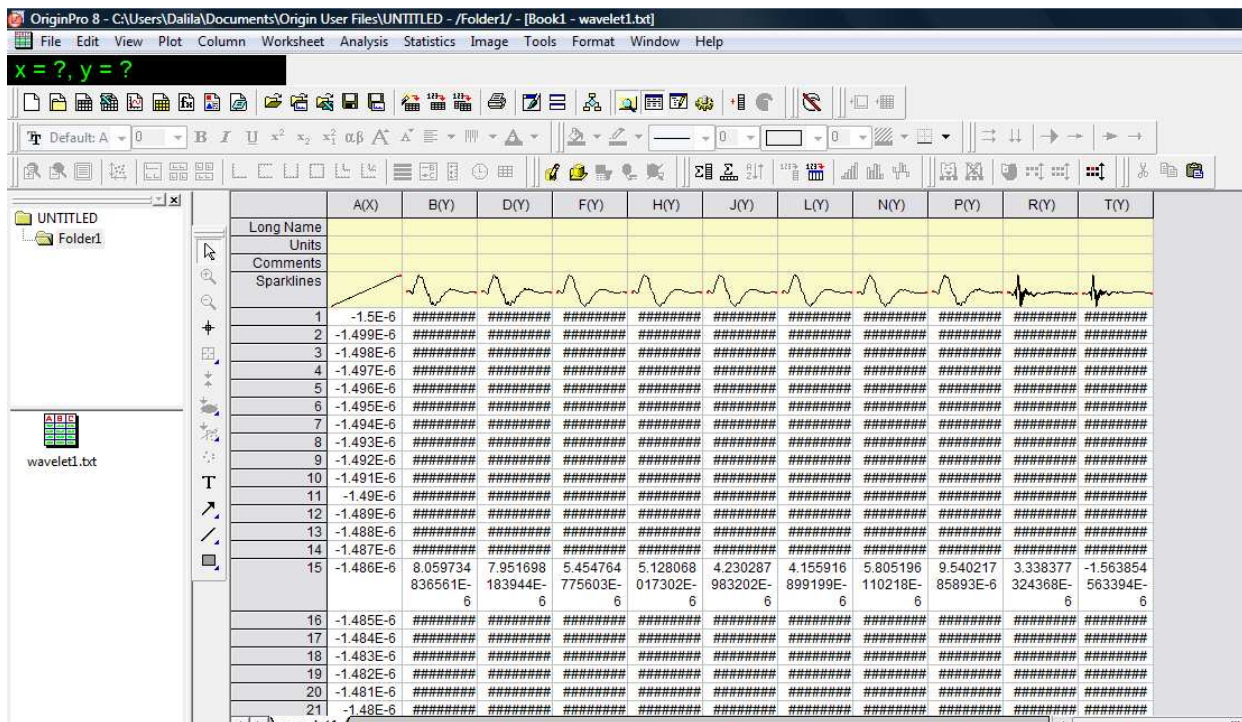 OriginPro 8 - C:\Users\Dalila\Documents\Origin User Files\UNTITLED - /Folder1/ - [Book1 - wavelet1.txt]
File Edit View Plot Column Worksheet Analysis Statistics Image Tools Format Window Help
x = ?, y = ?
Default: A 0 B I U x² x₂ αβ A A 0 0
UNTITLED
Folder1
wavelet1.txt
T
A(X) B(Y) D(Y) F(Y) H(Y) J(Y) L(Y) N(Y) P(Y) R(Y) T(Y)
Long Name
Units
Comments
Sparklines
1 -1.5E-6 ######## ######## ######## ######## ######## ######## ######## ######## ######## ########
2 -1.499E-6 ######## ######## ######## ######## ######## ######## ######## ######## ######## ########
3 -1.498E-6 ######## ######## ######## ######## ######## ######## ######## ######## ######## ########
4 -1.497E-6 ######## ######## ######## ######## ######## ######## ######## ######## ######## ########
5 -1.496E-6 ######## ######## ######## ######## ######## ######## ######## ######## ######## ########
6 -1.495E-6 ######## ######## ######## ######## ######## ######## ######## ######## ######## ########
7 -1.494E-6 ######## ######## ######## ######## ######## ######## ######## ######## ######## ########
8 -1.493E-6 ######## ######## ######## ######## ######## ######## ######## ######## ######## ########
9 -1.492E-6 ######## ######## ######## ######## ######## ######## ######## ######## ######## ########
10 -1.491E-6 ######## ######## ######## ######## ######## ######## ######## ######## ######## ########
11 -1.49E-6 ######## ######## ######## ######## ######## ######## ######## ######## ######## ########
12 -1.489E-6 ######## ######## ######## ######## ######## ######## ######## ######## ######## ########
13 -1.488E-6 ######## ######## ######## ######## ######## ######## ######## ######## ######## ########
14 -1.487E-6 ######## ######## ######## ######## ######## ######## ######## ######## ######## ########
15 -1.486E-6 8.059734 7.951698 5.454764 5.128068 4.230287 4.155916 5.805196 9.540217 3.338377 -1.563854
836561E- 183944E- 775603E- 017302E- 983202E- 899199E- 110218E- 85893E-6 324368E- 563394E-
6 6 6 6 6 6 6 6 6
16 -1.485E-6 ######## ######## ######## ######## ######## ######## ######## ######## ######## ########
17 -1.484E-6 ######## ######## ######## ######## ######## ######## ######## ######## ######## ########
18 -1.483E-6 ######## ######## ######## ######## ######## ######## ######## ######## ######## ########
19 -1.482E-6 ######## ######## ######## ######## ######## ######## ######## ######## ######## ########
20 -1.481E-6 ######## ######## ######## ######## ######## ######## ######## ######## ######## ########
21 -1.48E-6 ######## ######## ######## ######## ######## ######## ######## ######## ######## ########